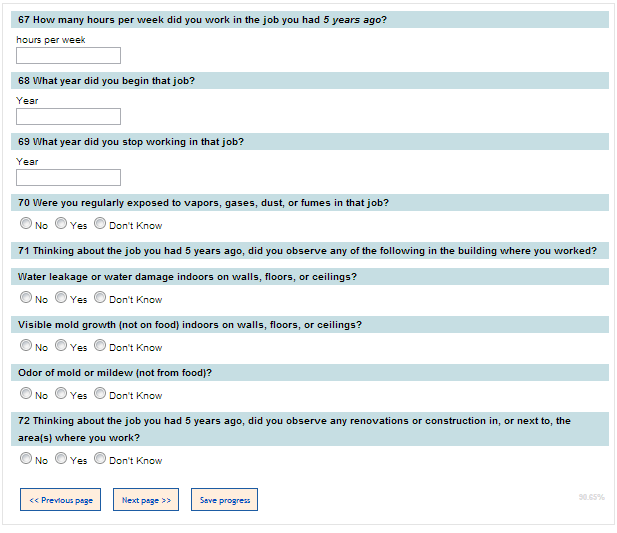 67 How many hours per week did you work in the job you had 5 years ago?
hours per week
68 What year did you begin that job?
Year
69 What year did you stop working in that job?
Year
70 Were you regularly exposed to vapors, gases, dust, or fumes in that job?
No Yes Don't Know
71 Thinking about the job you had 5 years ago, did you observe any of the following in the building where you worked?
Water leakage or water damage indoors on walls, floors, or ceilings?
No Yes Don't Know
Visible mold growth (not on food) indoors on walls, floors, or ceilings?
No Yes Don't Know
Odor of mold or mildew (not from food)?
No Yes Don't Know
72 Thinking about the job you had 5 years ago, did you observe any renovations or construction in, or next to, the
area(s) where you work?
No Yes Don't Know
<< Previous page Next page >> Save progress 90.65%